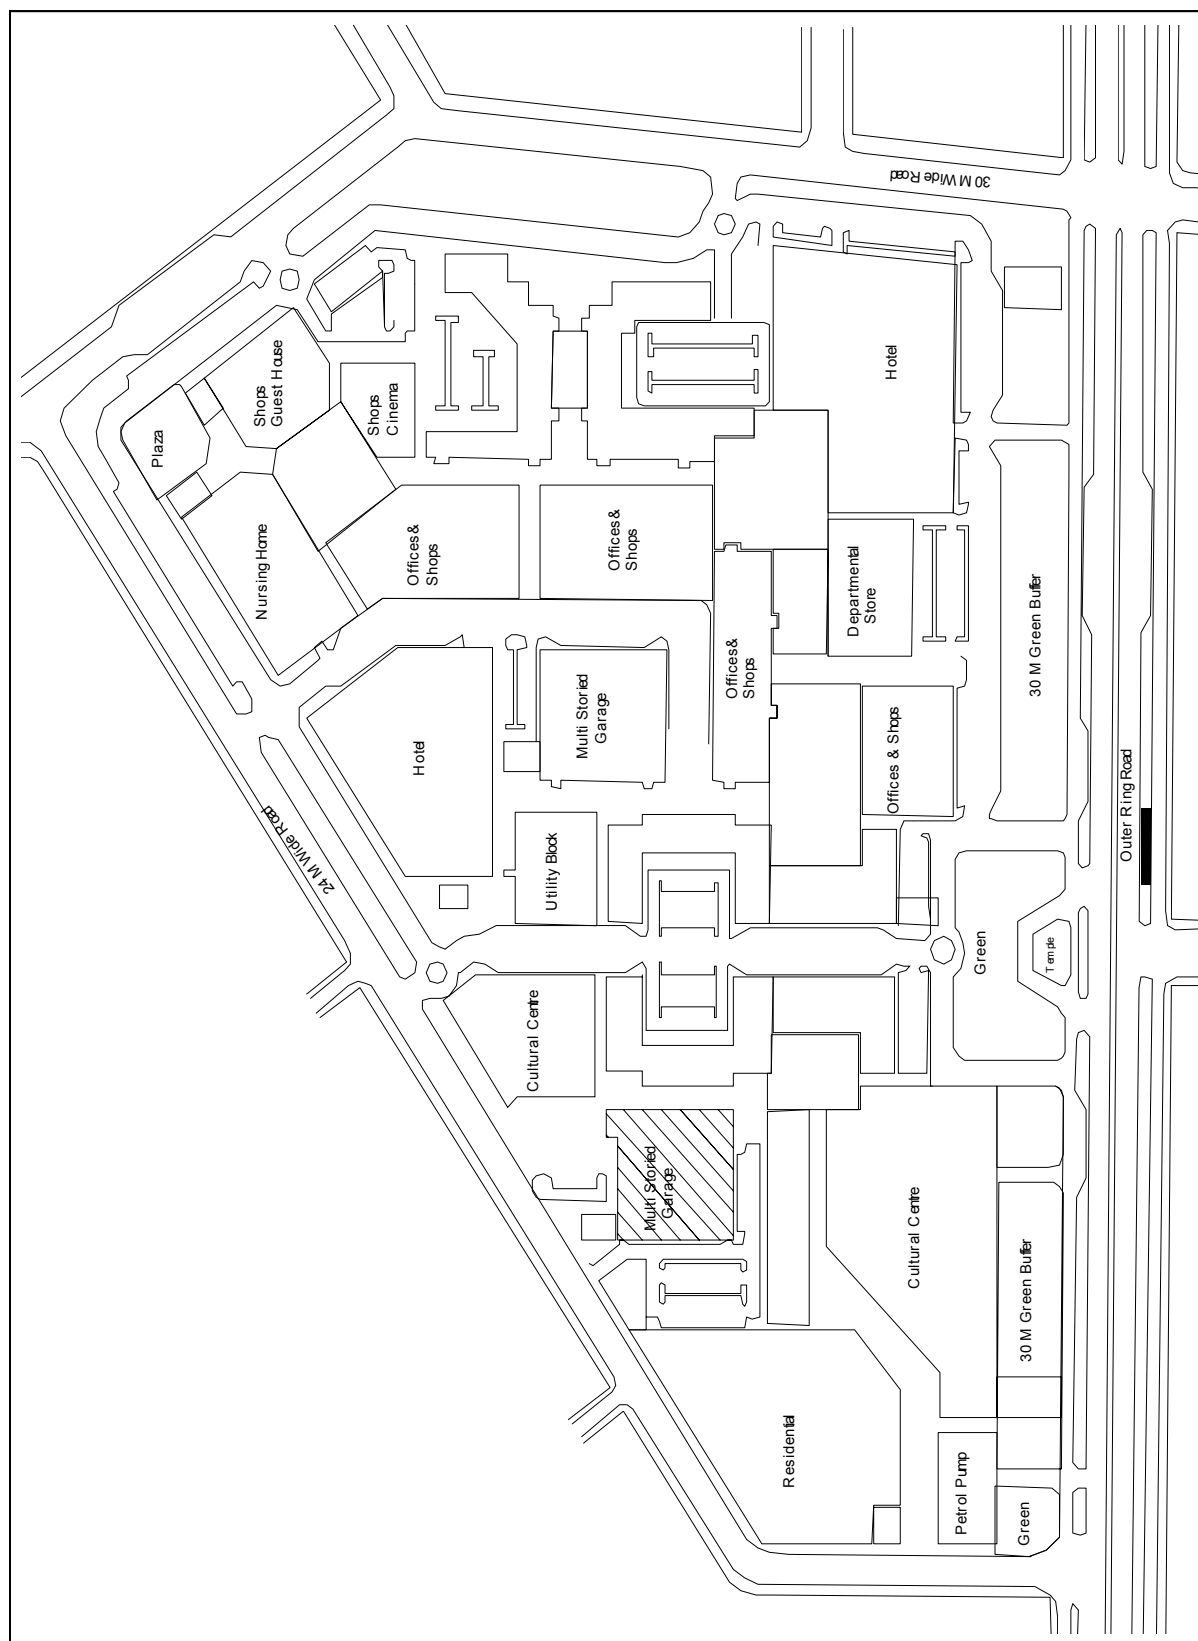 30 M Wide Road
Shops
Guest House
Shops
Cinema
Plaza
Hotel
Nursing Home
Offices &
Shops
Offices &
Shops
Departmental
Store
30 M Green Buffer
Offices &
Shops
Multi Storied
Garage
Hotel
Offices & Shops
24 M Wide Road
Utility Block
Outer Ring Road
Green
Temple
Cultural Centre
Multi Storied
Garage
Cultural Centre
30 M Green Buffer
Residential
Petrol Pump
Green